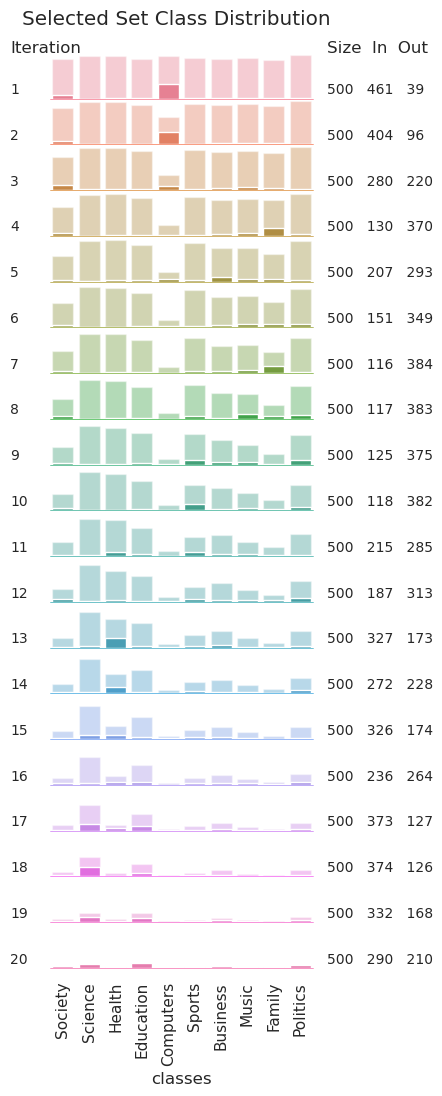 Selected Set Class Distribution
Iteration Size In Out
1 500 461 39
2 500 404 96
3 500 280 220
4 500 130 370
5 500 207 293
6 500 151 349
7 500 116 384
8 500 117 383
9 500 125 375
10 500 118 382
11 500 215 285
12 500 187 313
13 500 327 173
14 500 272 228
15 500 326 174
16 500 236 264
17 500 373 127
18 500 374 126
19 500 332 168
20 500 290 210
Society Science Health Education Computers Sports Business Music Family Politics
classes